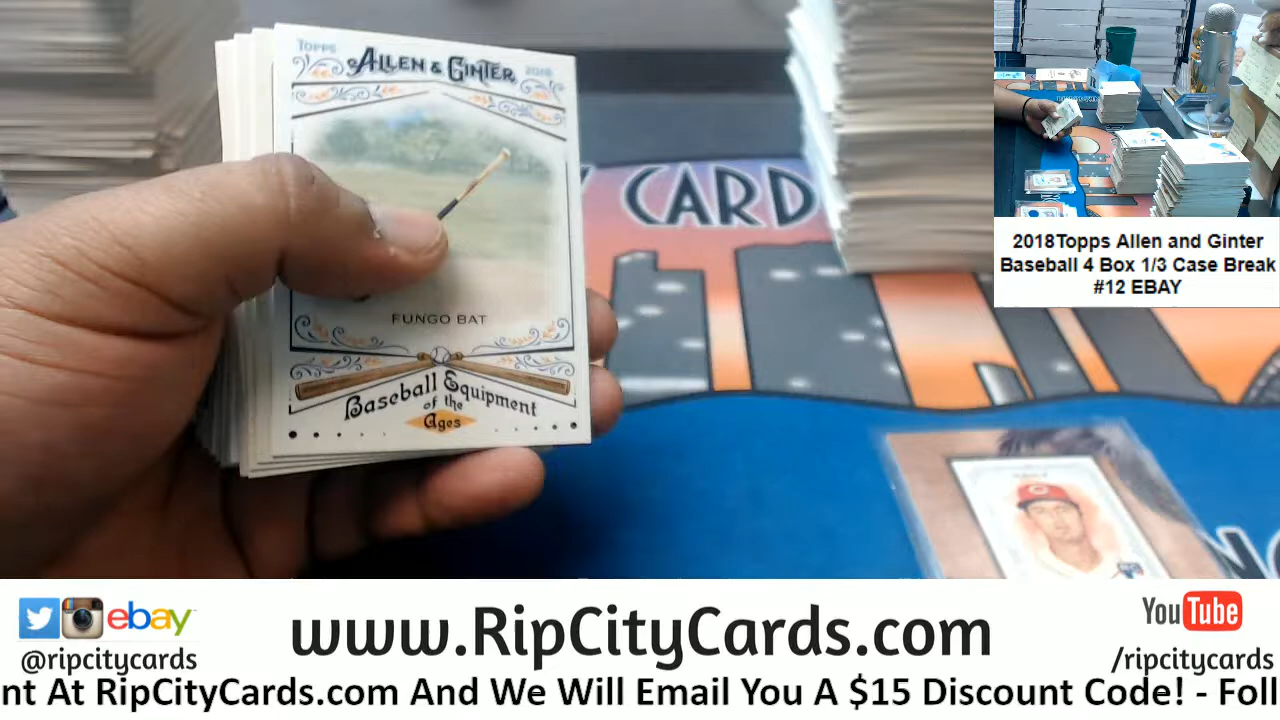 TOPPS ALLEN & GINTER 2018
FUNGO BAT
Baseball Equipment
of the
Ages
CARD
2018Topps Allen and Ginter
Baseball 4 Box 1/3 Case Break
#12 EBAY
ebay
@ripcitycards
www.RipCityCards.com
YouTube
/ripcitycards
nt At RipCityCards.com And We Will Email You A $15 Discount Code! - Foll